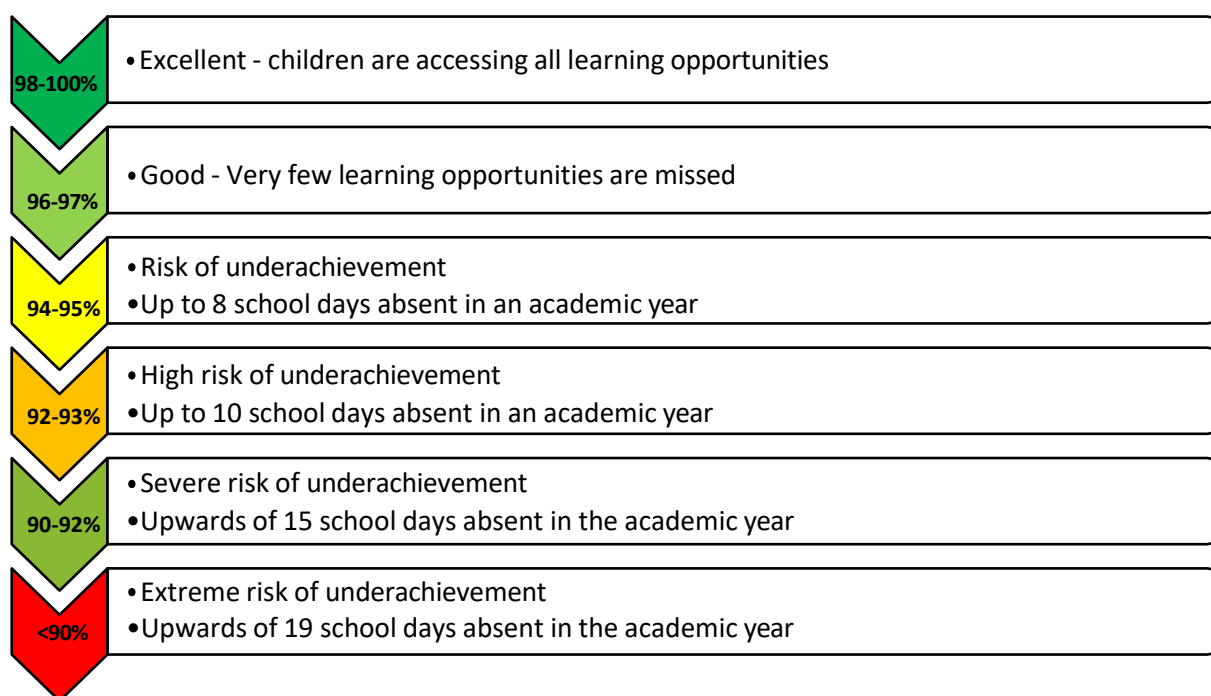 98-100%
• Excellent - children are accessing all learning opportunities
96-97%
• Good - Very few learning opportunities are missed
94-95%
• Risk of underachievement
• Up to 8 school days absent in an academic year
92-93%
• High risk of underachievement
• Up to 10 school days absent in an academic year
90-92%
• Severe risk of underachievement
• Upwards of 15 school days absent in the academic year
<90%
• Extreme risk of underachievement
• Upwards of 19 school days absent in the academic year